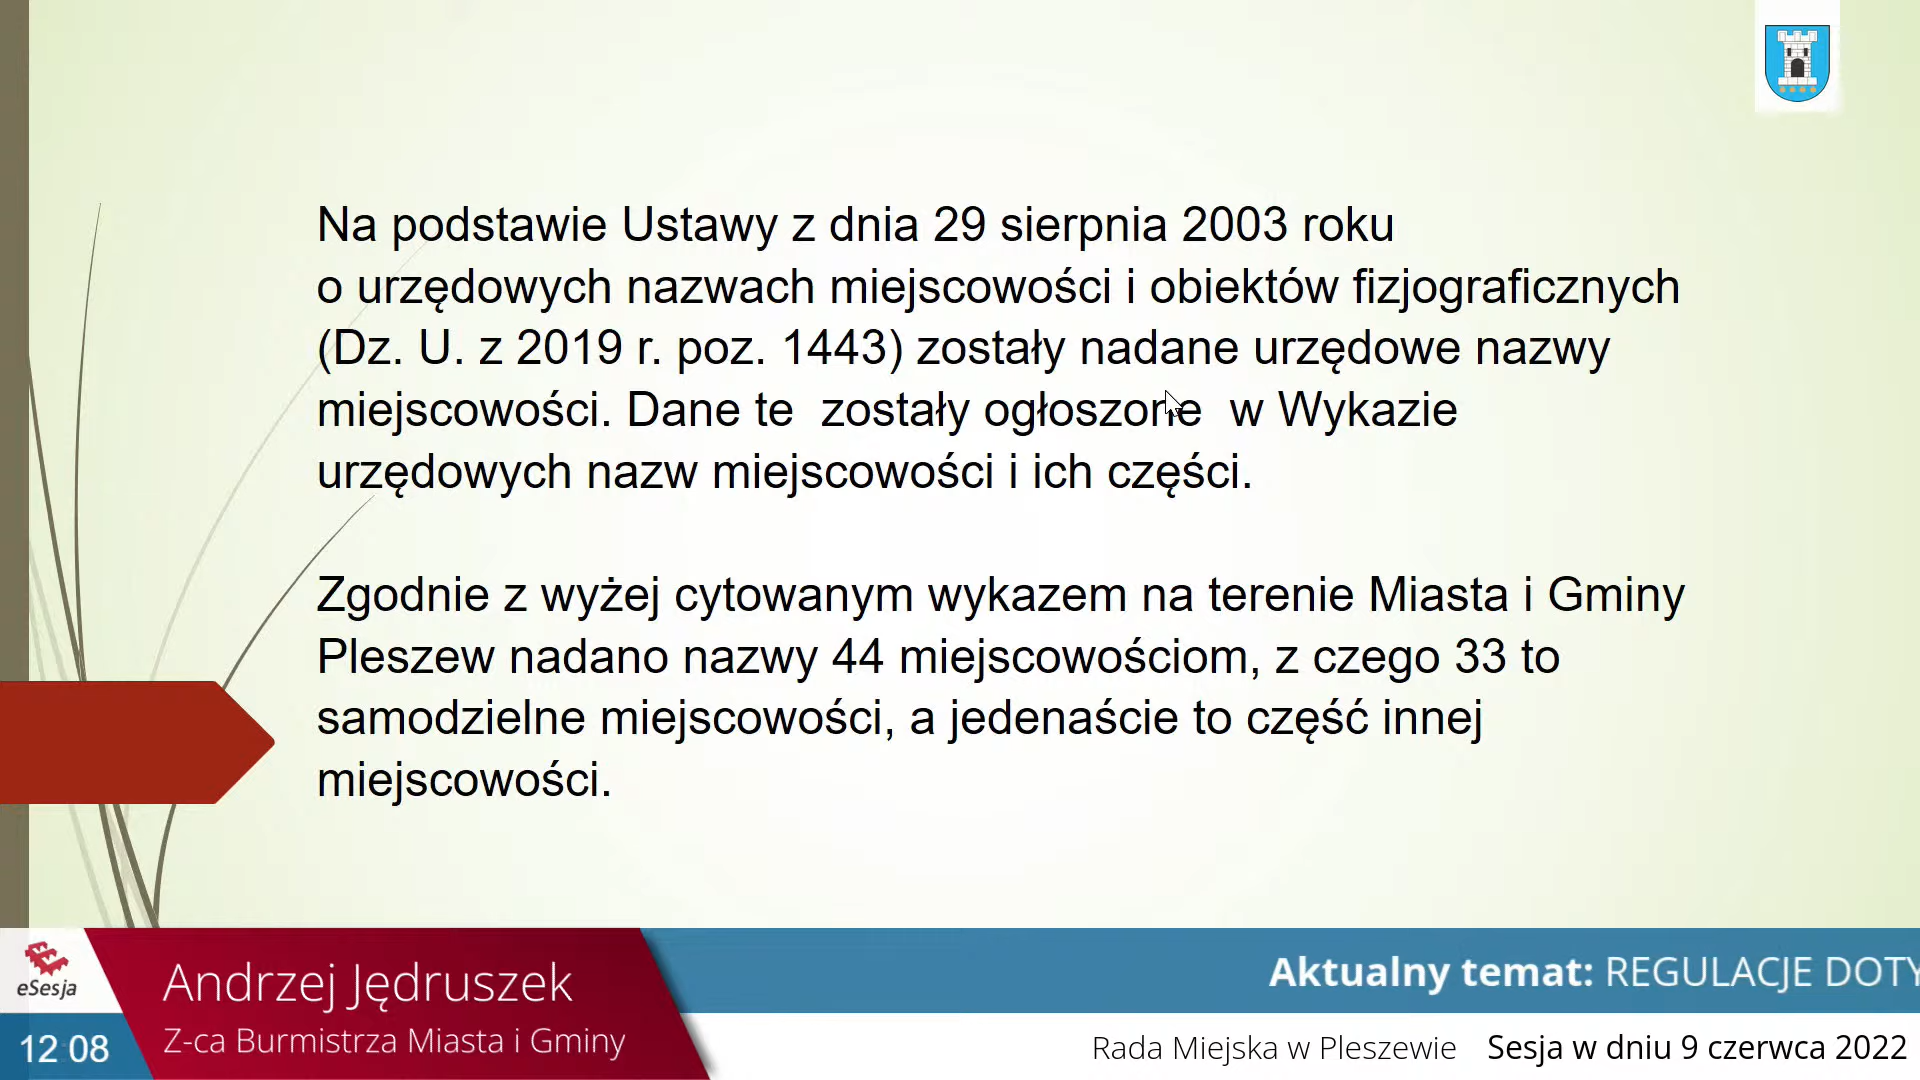 Na podstawie Ustawy z dnia 29 sierpnia 2003 roku
o urzędowych nazwach miejscowości i obiektów fizjograficznych
(Dz. U. z 2019 r. poz. 1443) zostały nadane urzędowe nazwy
miejscowości. Dane te  zostały ogłoszone  w Wykazie
urzędowych nazw miejscowości i ich części.
Zgodnie z wyżej cytowanym wykazem na terenie Miasta i Gminy
Pleszew nadano nazwy 44 miejscowościom, z czego 33 to
samodzielne miejscowości, a jedenaście to część innej
miejscowości.
eSesja
12:08
Andrzej Jędruszek
Z-ca Burmistrza Miasta i Gminy
Aktualny temat: REGULACJE DOTY
Rada Miejska w Pleszewie Sesja w dniu 9 czerwca 2022